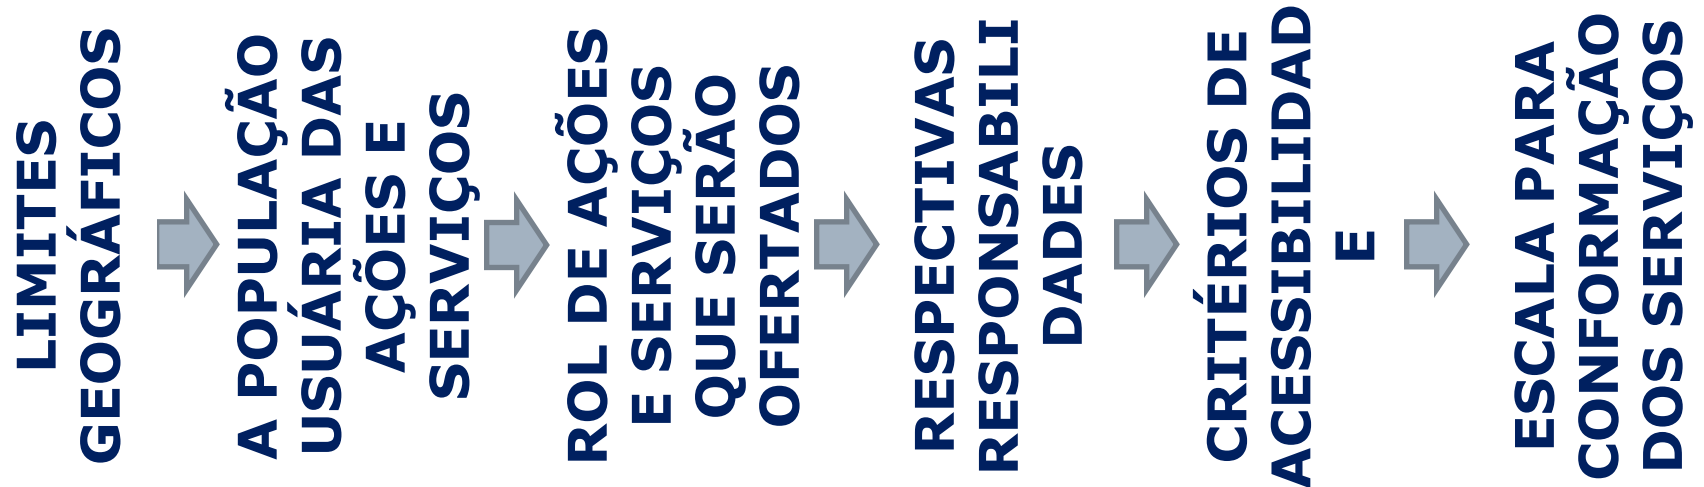 LIMITES
GEOGRÁFICOS
A POPULAÇÃO
USUÁRIA DAS
AÇÕES E
SERVIÇOS
ROL DE AÇÕES
E SERVIÇOS
QUE SERÃO
OFERTADOS
RESPECTIVAS
RESPONSABILI
DADES
CRITÉRIOS DE
ACESSIBILIDAD
E
ESCALA PARA
CONFORMAÇÃO
DOS SERVIÇOS